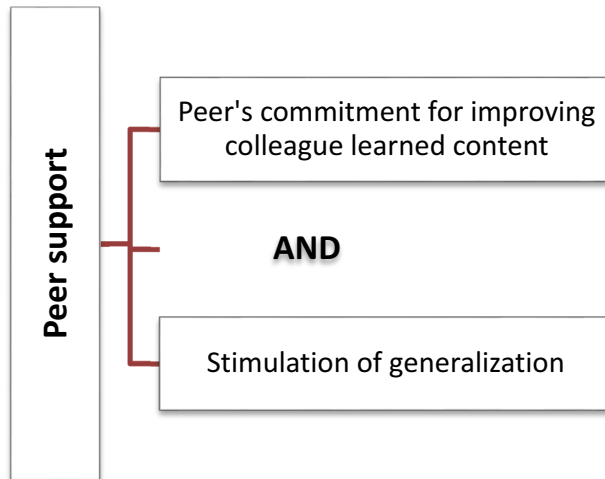 Peer support
Peer's commitment for improving
colleague learned content
AND
Stimulation of generalization